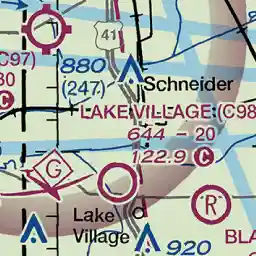 41
C97)
880
(247)
30
C
Schneider
LAKE VILLAGE (C98
644 - 20
122.9 C
G
R
Lake
Village
920
BLA